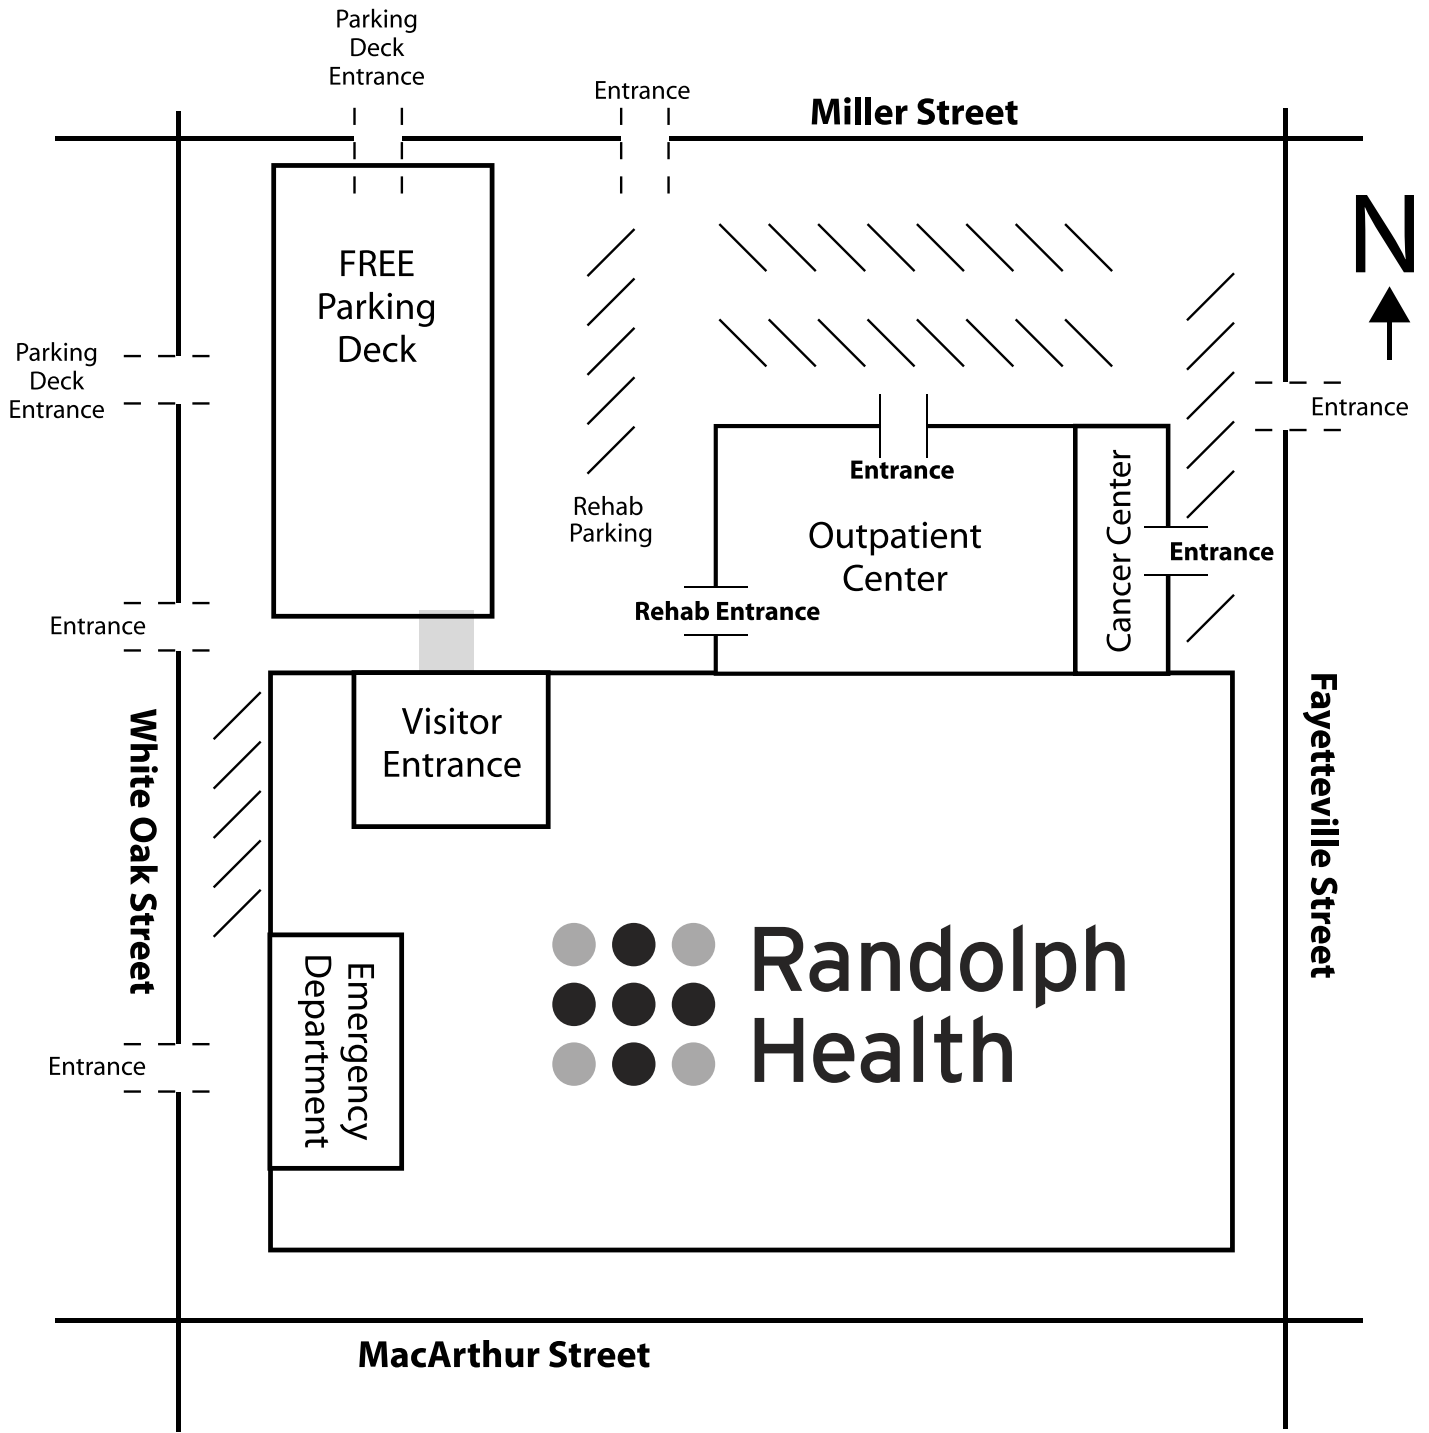 Parking
Deck
Entrance
Entrance
Miller Street
N
FREE
Parking
Deck
Parking
Deck
Entrance
Entrance
Entrance
Cancer Center
Rehab
Parking
Outpatient
Center
Entrance
Rehab Entrance
Entrance
Visitor
Entrance
White Oak Street
Fayetteville Street
Randolph
Health
Emergency
Department
Entrance
MacArthur Street